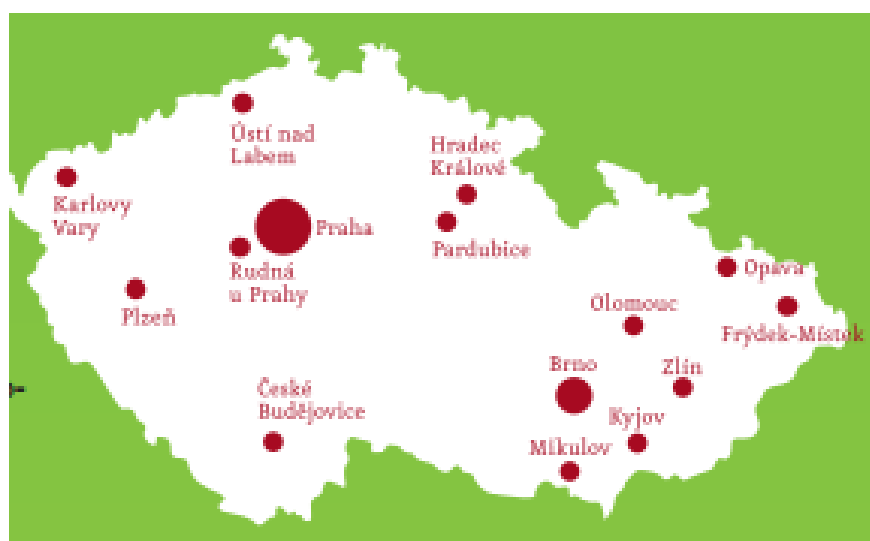 Ústí nad
Labem
Hradec
Králové
Karlovy
Vary
Praha
Pardubice
Rudná
u Prahy
Opava
Plzeň
Olomouc
Frýdek-Místek
Brno
Zlín
České
Budějovice
Kyjov
Mikulov